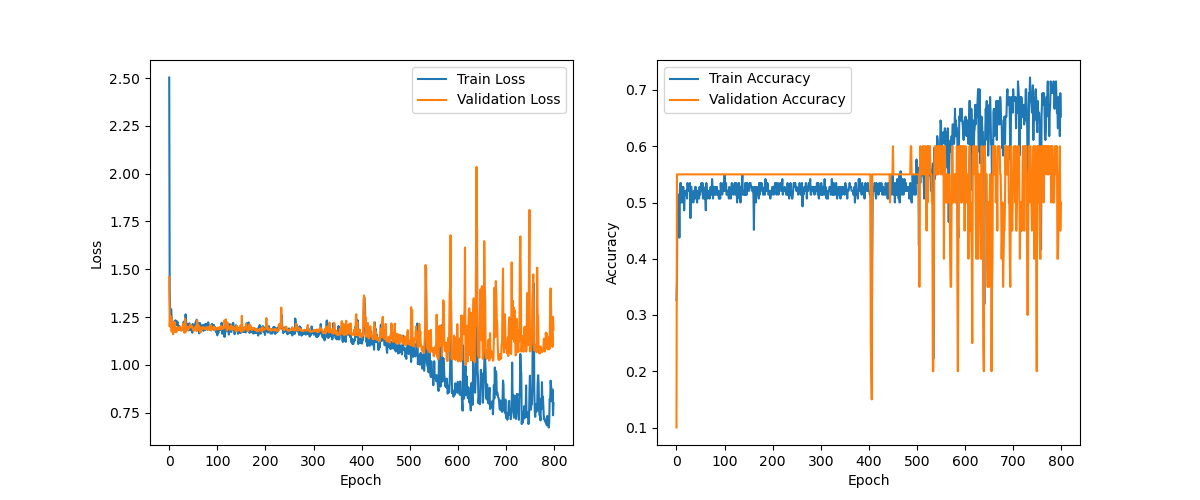 2.50
2.25
2.00
1.75
1.50
1.25
1.00
0.75
0 100 200 300 400 500 600 700 800
Loss
Epoch
Train Loss
Validation Loss
0.7
0.6
0.5
0.4
0.3
0.2
0.1
0 100 200 300 400 500 600 700 800
Accuracy
Epoch
Train Accuracy
Validation Accuracy